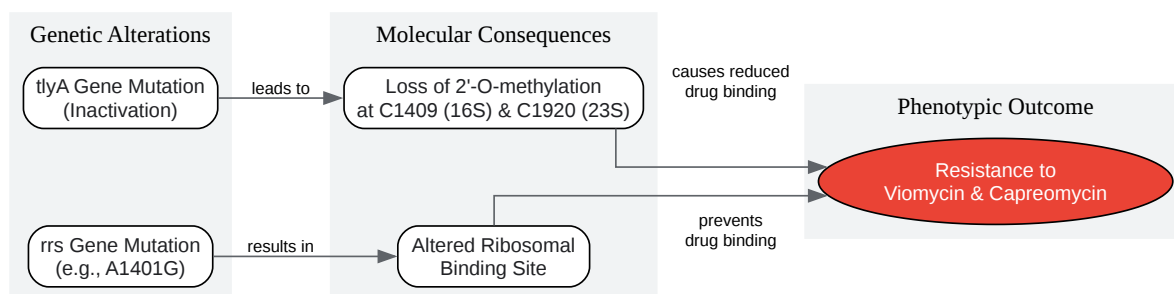 Genetic Alterations
tlyA Gene Mutation
(Inactivation)
leads to
rrs Gene Mutation
(e.g., A1401G)
results in
Molecular Consequences
Loss of 2'-O-methylation
at C1409 (16S) & C1920 (23S)
Altered Ribosomal
Binding Site
causes reduced
drug binding
prevents
drug binding
Phenotypic Outcome
Resistance to
Viomycin & Capreomycin